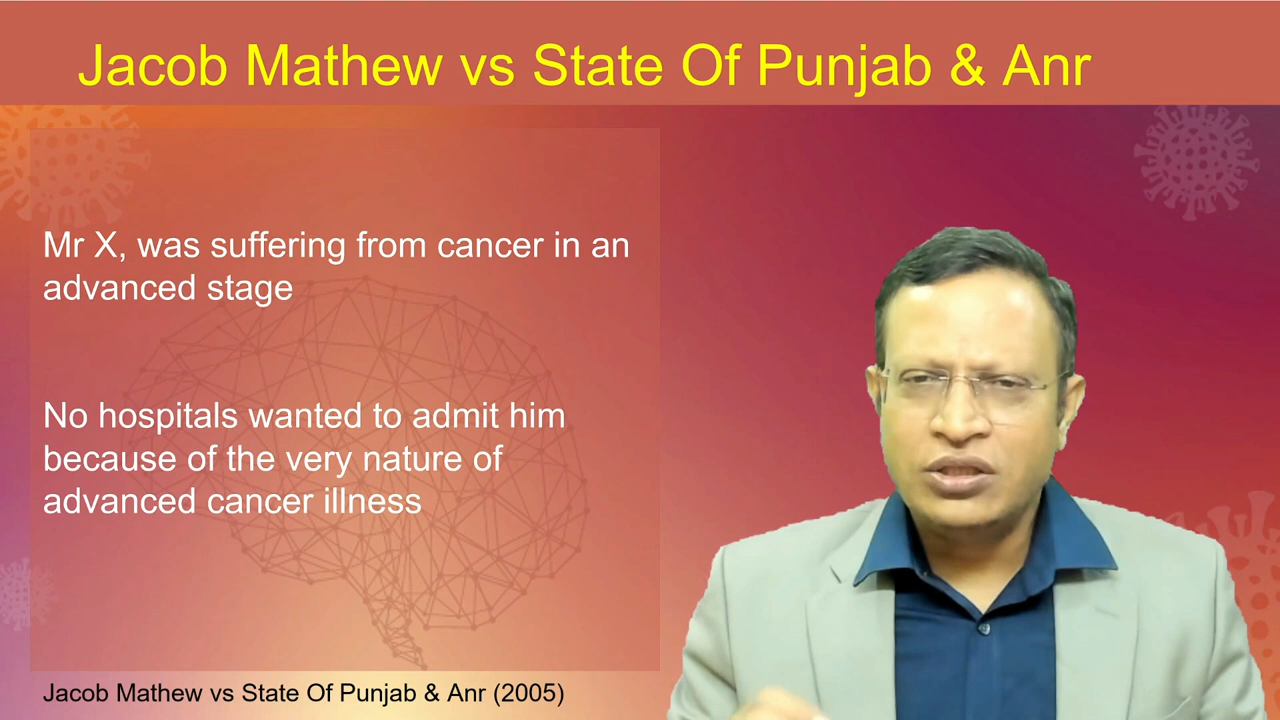 Jacob Mathew vs State Of Punjab & Anr
Mr X, was suffering from cancer in an
advanced stage
No hospitals wanted to admit him
because of the very nature of
advanced cancer illness
Jacob Mathew vs State Of Punjab & Anr (2005)